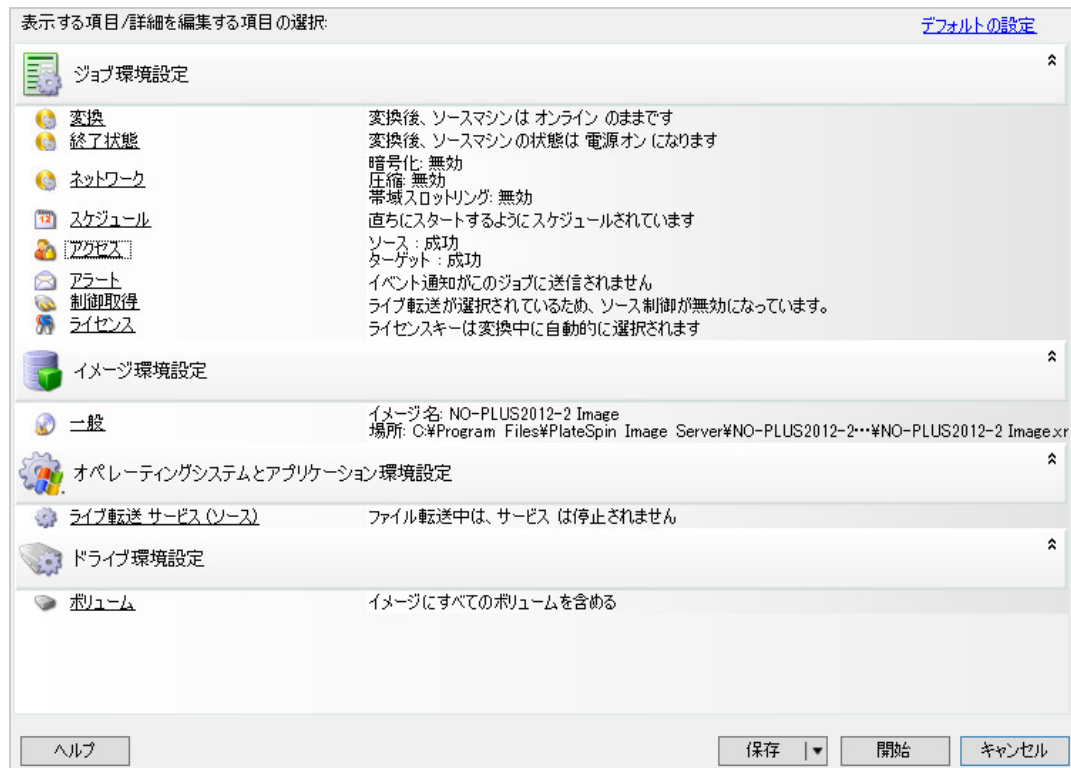 表示する項目/詳細を編集する項目の選択:
デフォルトの設定
ジョブ環境設定
変換 変換後、ソースマシンは オンライン のままです
終了状態 変換後、ソースマシンの状態は 電源オン になります
ネットワーク 暗号化: 無効
圧縮: 無効
帯域スロットリング: 無効
スケジュール 直ちにスタートするようにスケジュールされています
アクセス ソース : 成功
ターゲット : 成功
アラート イベント通知がこのジョブに送信されません
制御取得 ライブ転送が選択されているため、ソース制御が無効になっています。
ライセンス ライセンスキーは変換中に自動的に選択されます
イメージ環境設定
一般 イメージ名: NO-PLUS2012-2 Image
場所: C:¥Program Files¥PlateSpin Image Server¥NO-PLUS2012-2…¥NO-PLUS2012-2 Image.xr
オペレーティングシステムとアプリケーション環境設定
ライブ転送 サービス (ソース) ファイル転送中は、サービス は停止されません
ドライブ環境設定
ボリューム イメージにすべてのボリュームを含める
ヘルプ 保存 開始 キャンセル